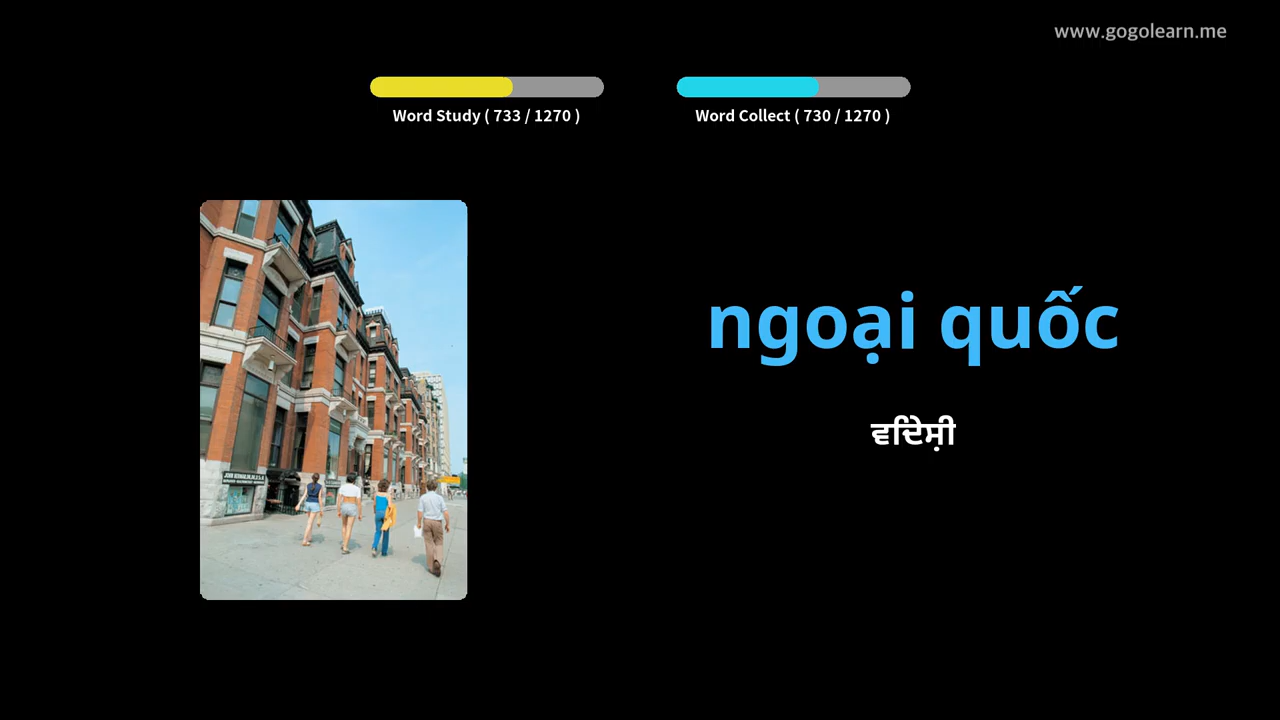 www.gogolearn.me
Word Study ( 733 / 1270 )
Word Collect ( 730 / 1270 )
ngoại quốc
ਵਿਦੇਸ਼ੀ